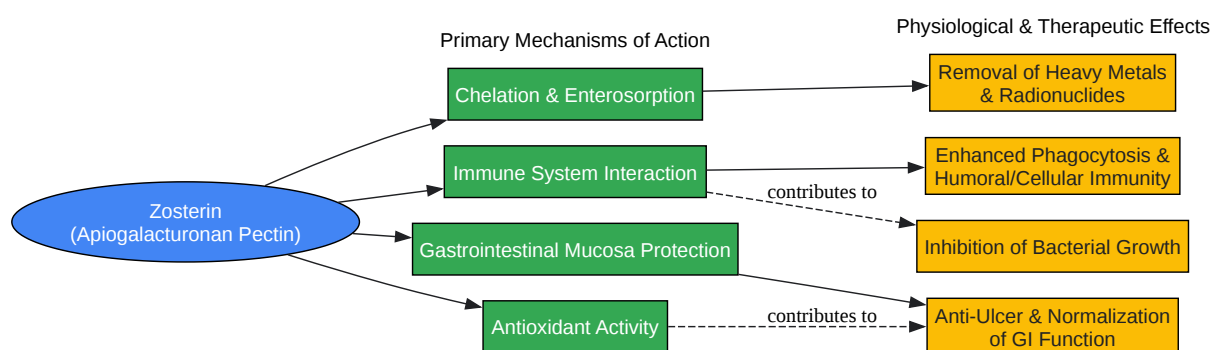 Primary Mechanisms of Action
Physiological & Therapeutic Effects
Zosterin
(Apiogalacturonan Pectin)
Chelation & Enterosorption
Removal of Heavy Metals
& Radionuclides
Immune System Interaction
Enhanced Phagocytosis &
Humoral/Cellular Immunity
contributes to
Inhibition of Bacterial Growth
Gastrointestinal Mucosa Protection
Antioxidant Activity
contributes to
Anti-Ulcer & Normalization
of GI Function